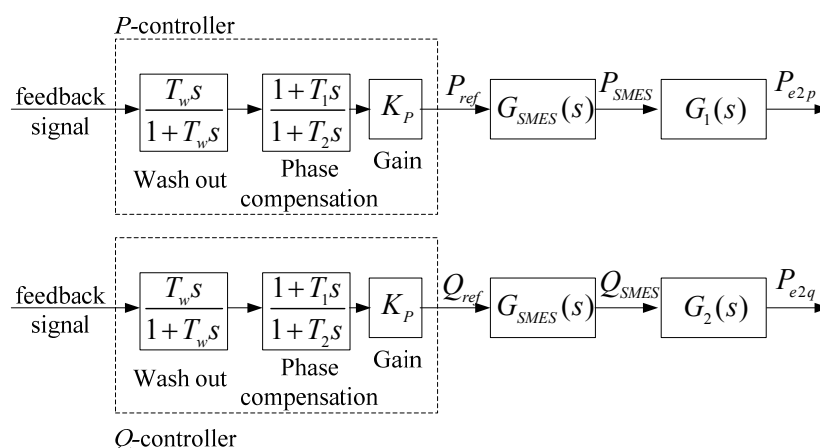 P-controller
feedback
signal
T_w s
1+T_w s
Wash out
1+T_1 s
1+T_2 s
Phase
compensation
K_P
Gain
P_ref
G_SMES(s)
P_SMES
G_1(s)
P_e2p
feedback
signal
T_w s
1+T_w s
Wash out
1+T_1 s
1+T_2 s
Phase
compensation
K_P
Gain
Q_ref
G_SMES(s)
Q_SMES
G_2(s)
P_e2q
Q-controller